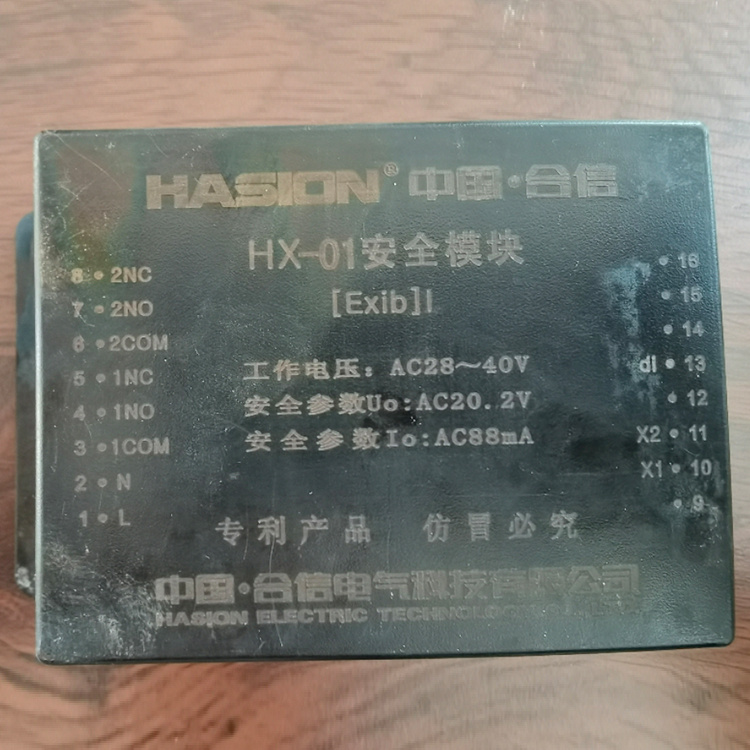 HASION® 中国·合信
HX-01安全模块
[Exib]I
8 • 2NC
7 • 2NO
6 • 2COM
5 • 1NC
4 • 1NO
3 • 1COM
2 • N
1 • L
工作电压：AC28～40V
安全参数Uo:AC20.2V
安全参数Io:AC88mA
• 16
• 15
• 14
dI • 13
• 12
X2 • 11
X1 • 10
• 9
专利产品 仿冒必究
中国·合信电气科技有限公司
HASION ELECTRIC TECHNOLOGY